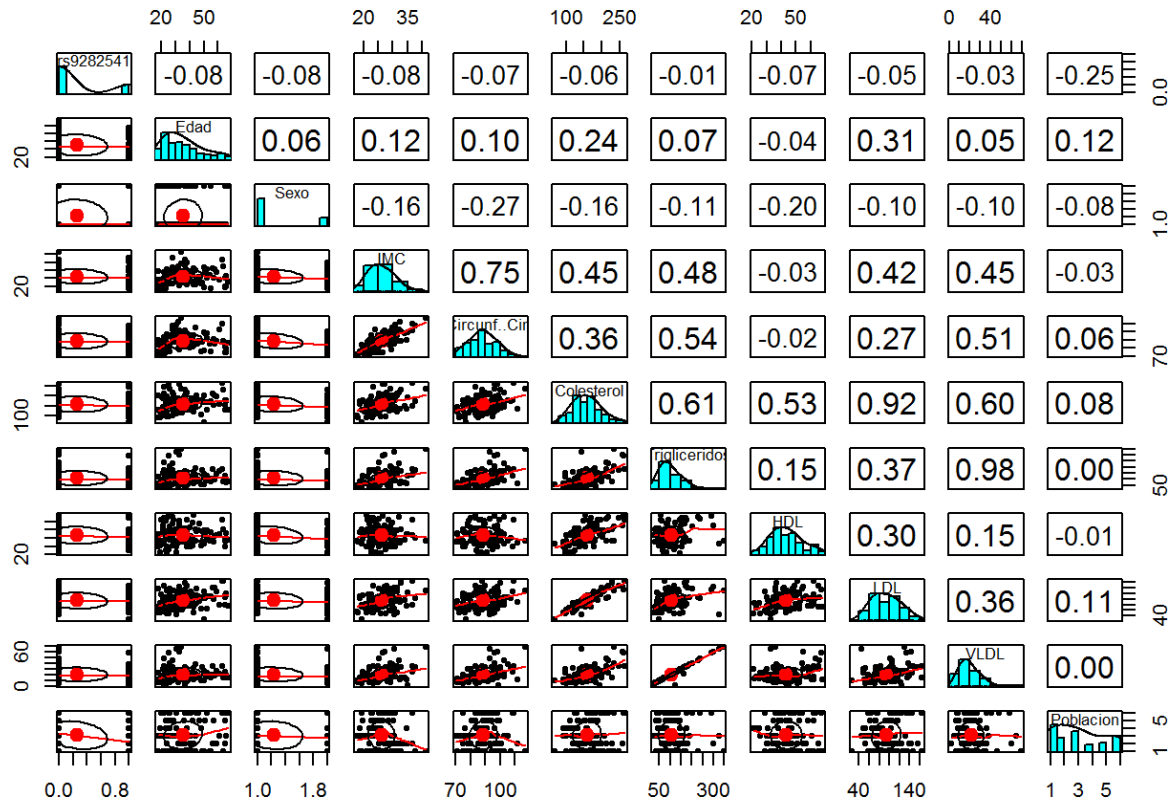 20 50 20 35 100 250 20 50 0 40
rs9282541 -0.08 -0.08 -0.08 -0.07 -0.06 -0.01 -0.07 -0.05 -0.03 -0.25 0.0
20 Edad 0.06 0.12 0.10 0.24 0.07 -0.04 0.31 0.05 0.12
Sexo -0.16 -0.27 -0.16 -0.11 -0.20 -0.10 -0.10 -0.08 1.0
20 IMC 0.75 0.45 0.48 -0.03 0.42 0.45 -0.03
Circunf..Cin 0.36 0.54 -0.02 0.27 0.51 0.06 70
100 Colesterol 0.61 0.53 0.92 0.60 0.08
rigliceridos 0.15 0.37 0.98 0.00 50
20 HDL 0.30 0.15 -0.01
LDL 0.36 0.11 40
0 60 VLDL 0.00
Poblacion 1 5
0.0 0.8 1.0 1.8 70 100 50 300 40 140 1 3 5